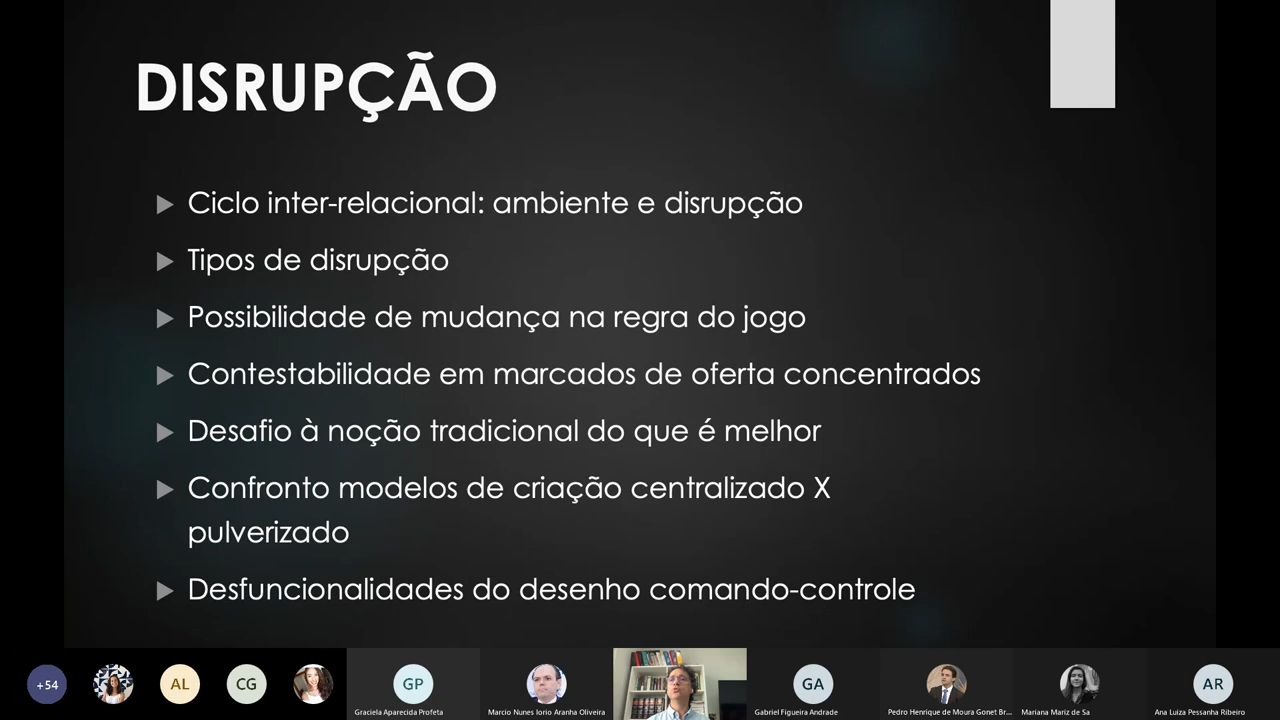 DISRUPÇÃO
Ciclo inter-relacional: ambiente e disrupção
Tipos de disrupção
Possibilidade de mudança na regra do jogo
Contestabilidade em marcados de oferta concentrados
Desafio à noção tradicional do que é melhor
Confronto modelos de criação centralizado X
pulverizado
Desfuncionalidades do desenho comando-controle
+54
AL
CG
GP
GA
AR
Graciela Aparecida Profeta
Marcio Nunes Iorio Aranha Oliveira
Gabriel Figueira Andrade
Pedro Henrique de Moura Gonet Br...
Mariana Mariz de Sa
Ana Luiza Pessanha Ribeiro